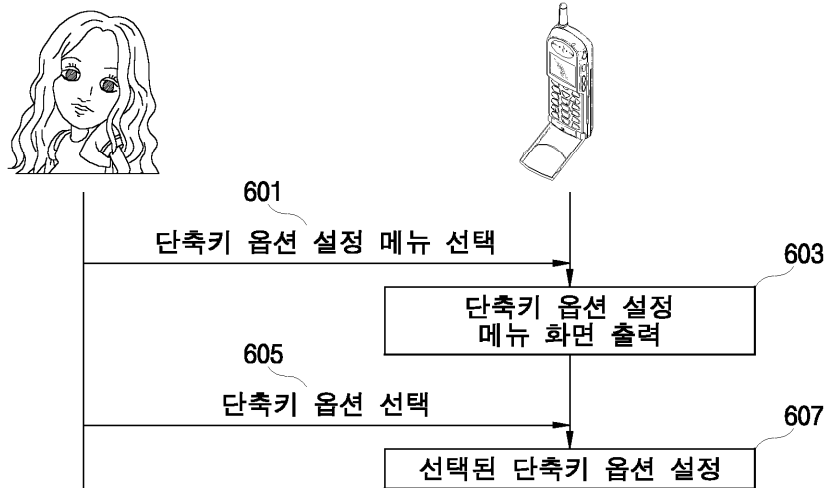 601
단축키 옵션 설정 메뉴 선택
603
단축키 옵션 설정
메뉴 화면 출력
605
단축키 옵션 선택
607
선택된 단축키 옵션 설정